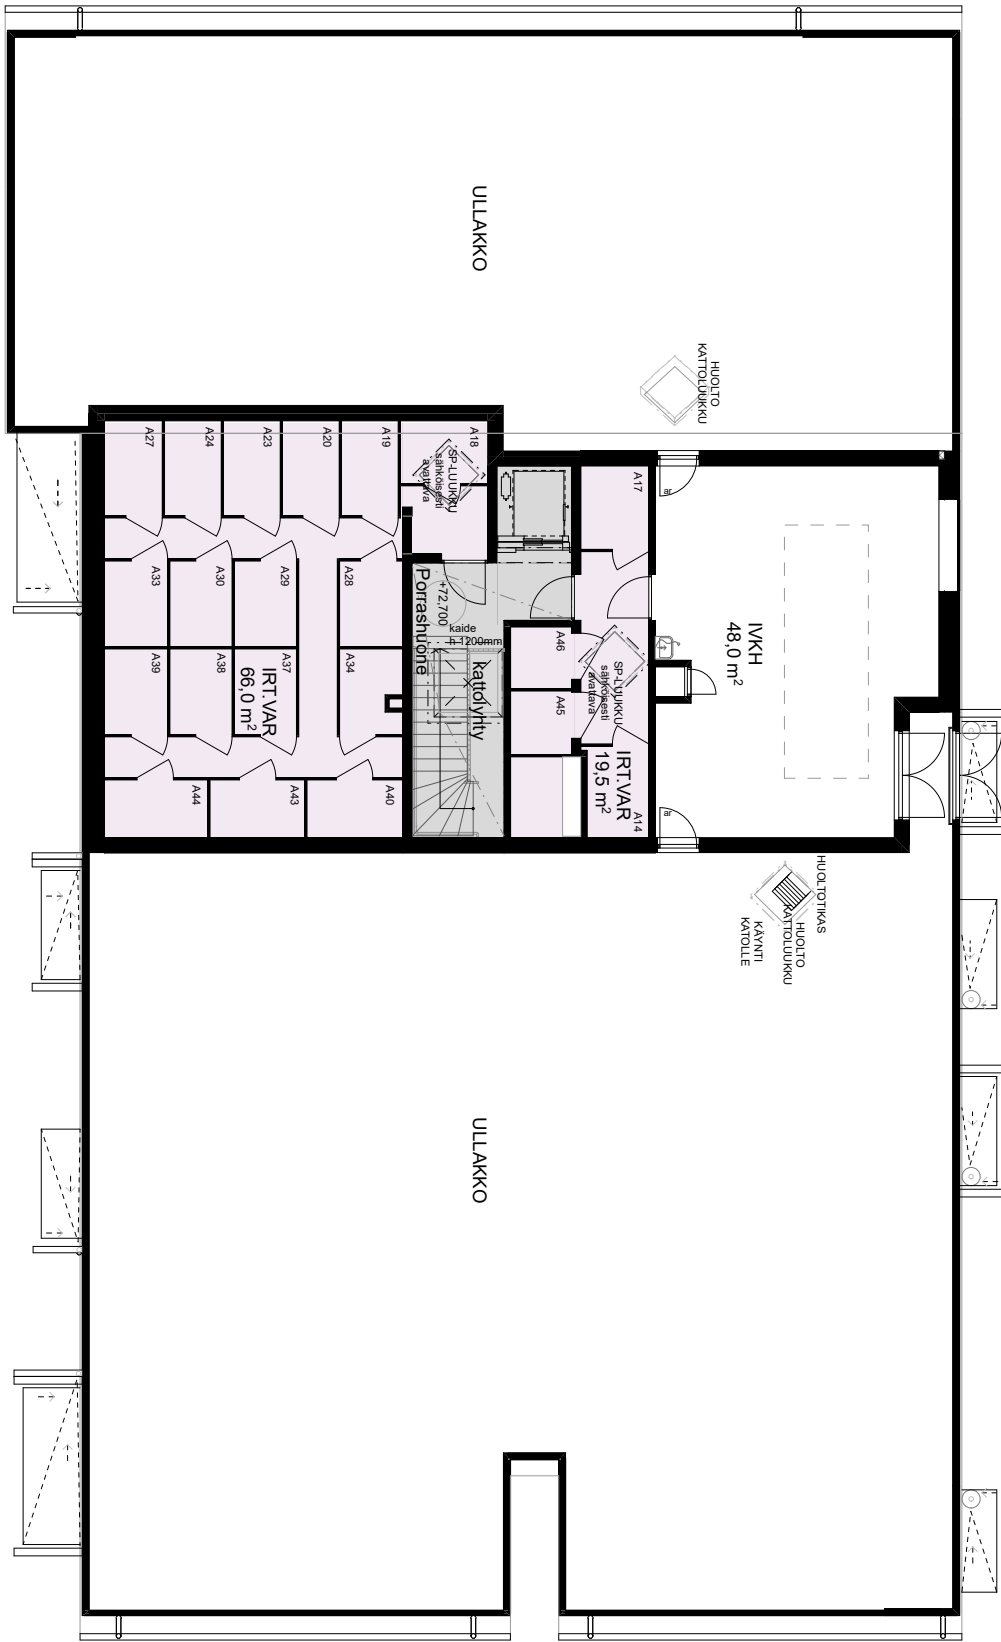 ULLAKKO
HUOLTO
KATTOLUUKKU
A27
A24
A23
A20
A19
A18
SP-LUUKKU
sähköisesti
avattava
A17
ar
A33
A30
A29
A28
+72,700
Porrashuone
kaide
h 1200mm
kattolyhty
A46
A45
SP-LUUKKU
sähköisesti
avattava
IVKH
48,0 m²
A39
A38
A37
A34
IRT.VAR
66,0 m²
IRT.VAR
19,5 m²
A14
A44
A43
A40
ar
HUOLTOTIKAS
HUOLTO
KATTOLUUKKU
KÄYNTI
KATOLLE
ULLAKKO